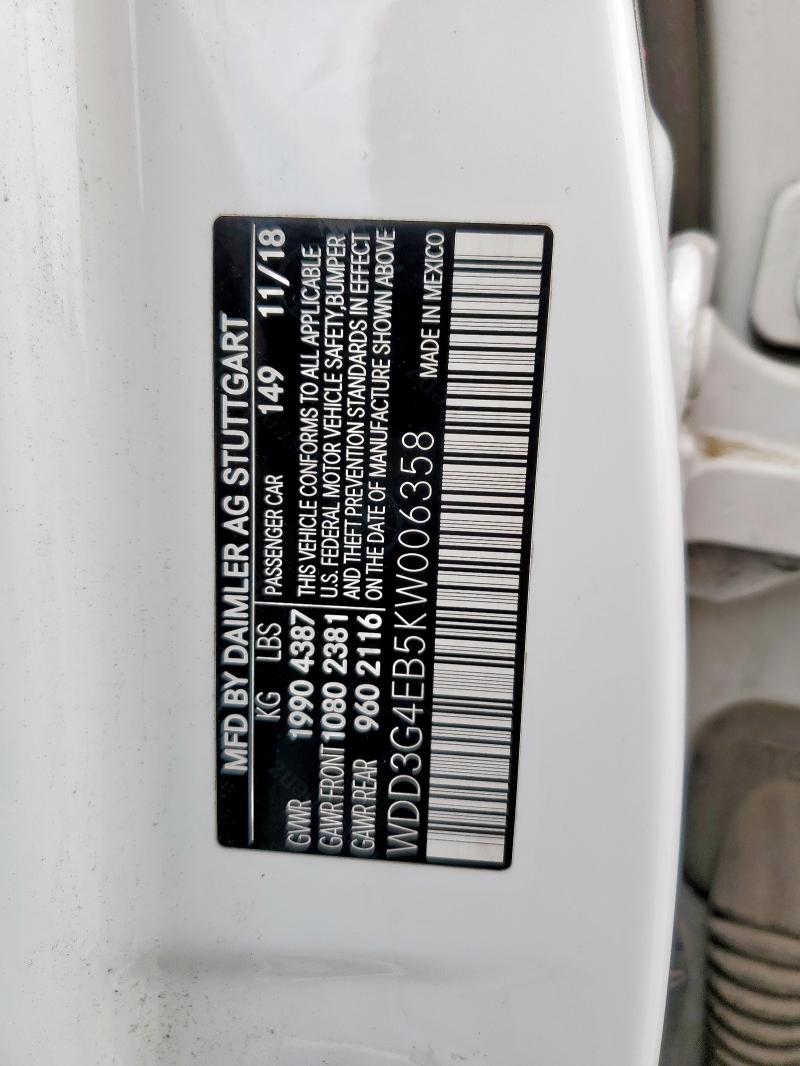 MFD BY DAIMLER AG STUTTGART
KG LBS PASSENGER CAR 149 11/18
GVWR 1990 4387 THIS VEHICLE CONFORMS TO ALL APPLICABLE
GAWR FRONT 1080 2381 U.S. FEDERAL MOTOR VEHICLE SAFETY,BUMPER
GAWR REAR 960 2116 AND THEFT PREVENTION STANDARDS IN EFFECT
ON THE DATE OF MANUFACTURE SHOWN ABOVE
WDD3G4EB5KW006358 MADE IN MEXICO